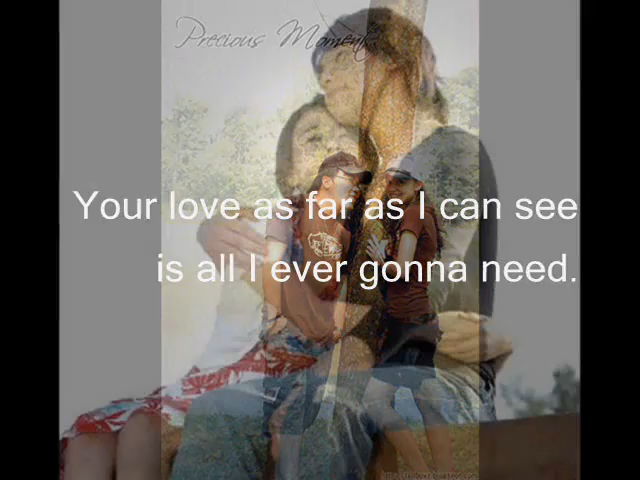 Precious Moments
Your love as far as I can see
is all I ever gonna need.